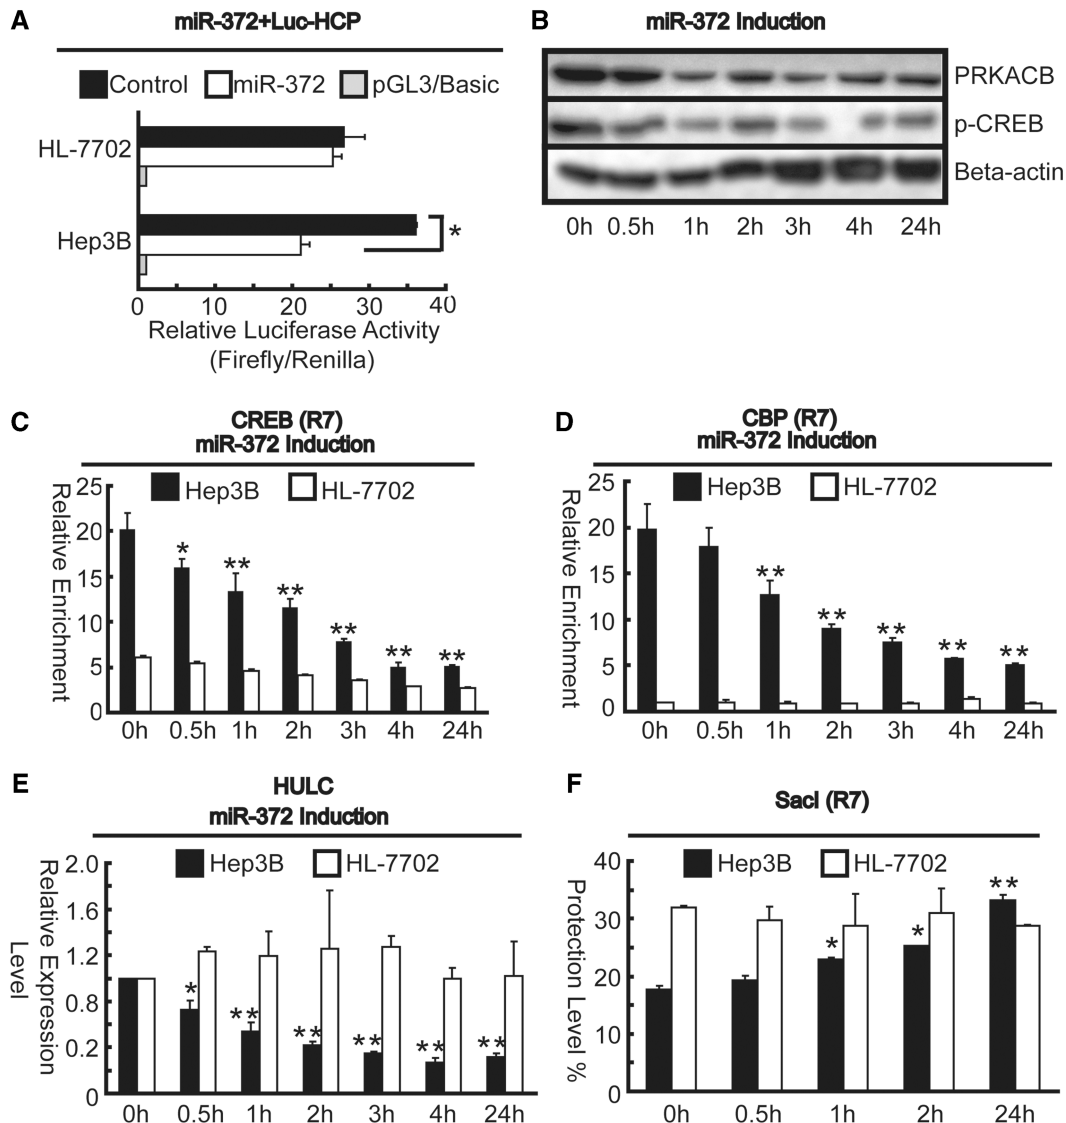 A
miR-372+Luc-HCP
Control miR-372 pGL3/Basic
HL-7702
Hep3B
*
0 10 20 30 40
Relative Luciferase Activity
(Firefly/Renilla)
B
miR-372 Induction
PRKACB
p-CREB
Beta-actin
0h 0.5h 1h 2h 3h 4h 24h
C
CREB (R7)
miR-372 Induction
Hep3B HL-7702
Relative Enrichment
25
20
15
10
5
0
* ** ** ** ** **
0h 0.5h 1h 2h 3h 4h 24h
D
CBP (R7)
miR-372 Induction
Hep3B HL-7702
Relative Enrichment
25
20
15
10
5
0
** ** ** ** **
0h 0.5h 1h 2h 3h 4h 24h
E
HULC
miR-372 Induction
Hep3B HL-7702
Relative Expression
Level
2.0
1.6
1.2
0.8
0.2
0
* ** ** ** ** **
0h 0.5h 1h 2h 3h 4h 24h
F
SacI (R7)
Hep3B HL-7702
Protection Level %
40
30
20
10
0
* * **
0h 0.5h 1h 2h 24h